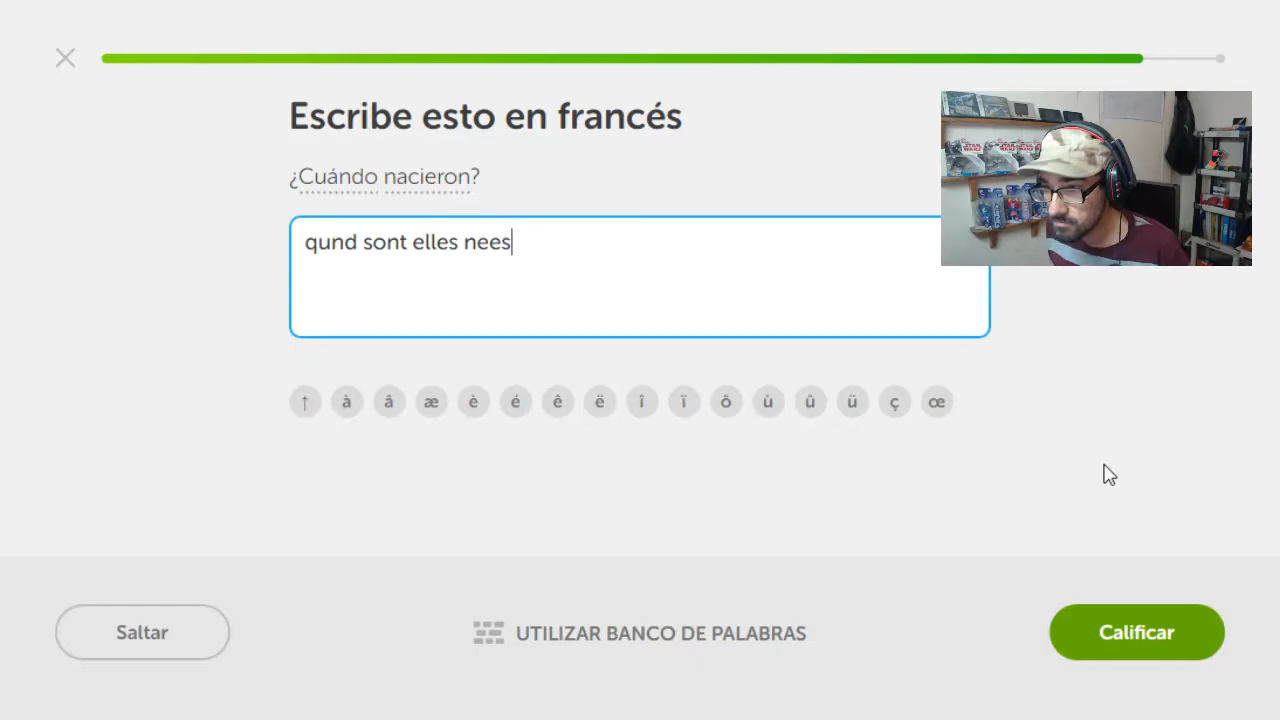 Escribe esto en francés
¿Cuándo nacieron?
qund sont elles nees
↑ à â æ è é ê ë î ï ô ù û ü ç œ
Saltar
UTILIZAR BANCO DE PALABRAS
Calificar